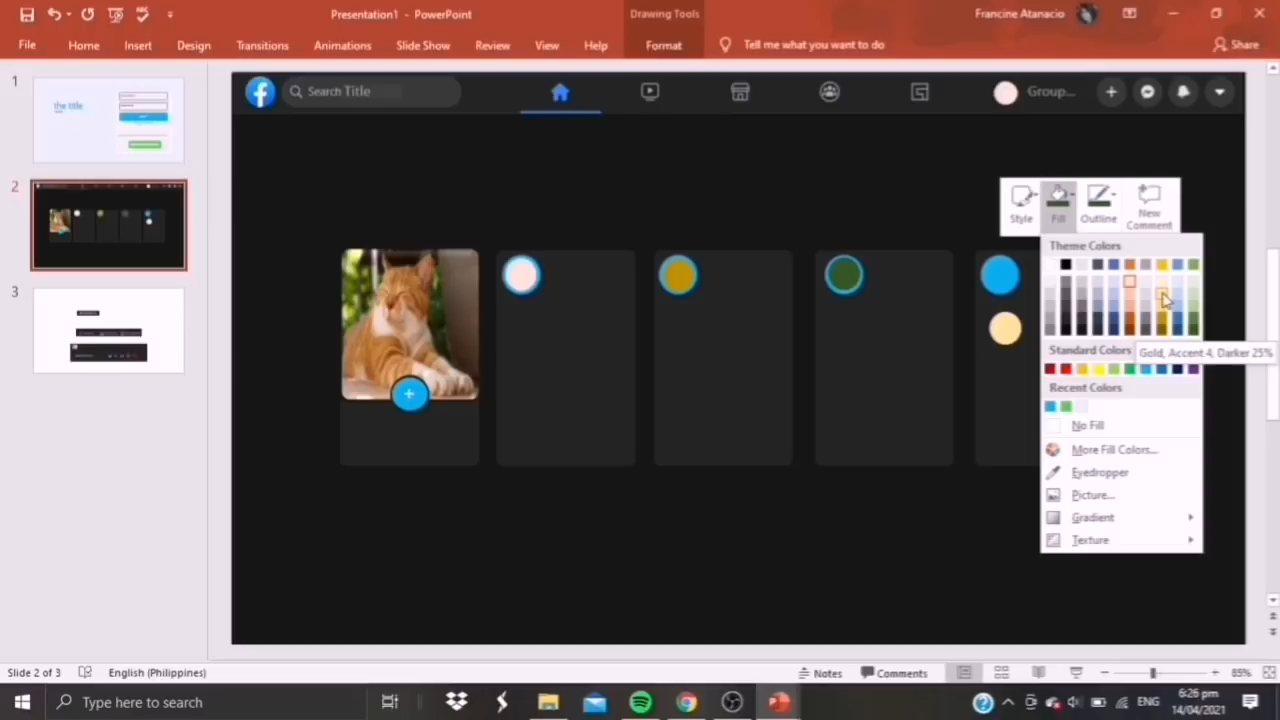 Presentation1 - PowerPoint
Drawing Tools
Francine Atanacio
File
Home
Insert
Design
Transitions
Animations
Slide Show
Review
View
Help
Format
Tell me what you want to do
Share
1
the title
2
3
Search Title
Group...
Style
Fill
Outline
New
Comment
Theme Colors
Standard Colors
Gold, Accent 4, Darker 25%
Recent Colors
No Fill
More Fill Colors...
Eyedropper
Picture...
Gradient
Texture
Slide 2 of 3
English (Philippines)
Notes
Comments
85%
Type here to search
ENG
6:26 pm
14/04/2021